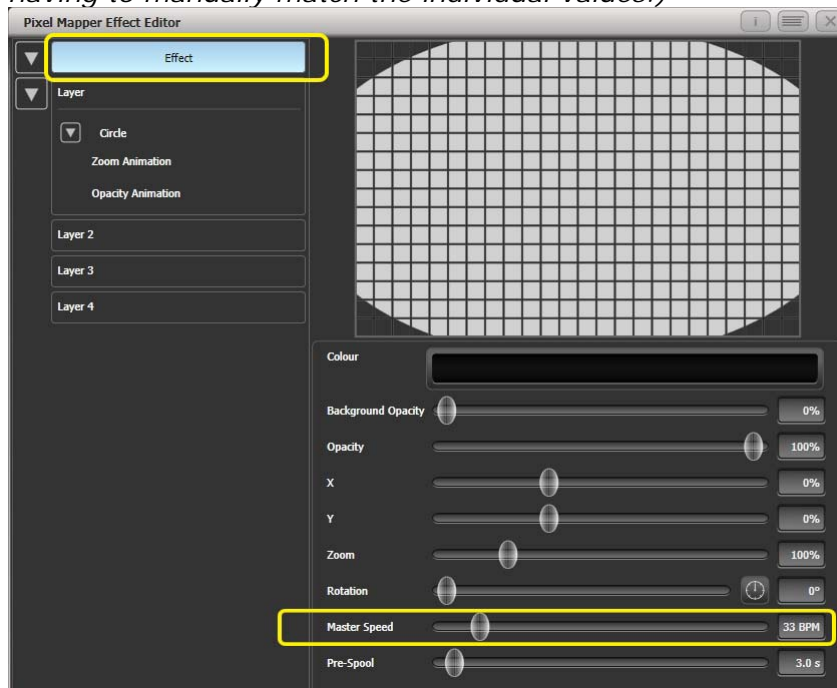 having to manually match the individual values.)
Pixel Mapper Effect Editor
Effect
Layer
Circle
Zoom Animation
Opacity Animation
Layer 2
Layer 3
Layer 4
Colour
Background Opacity 0%
Opacity 100%
X 0%
Y 0%
Zoom 100%
Rotation 0°
Master Speed 33 BPM
Pre-Spool 3.0 s